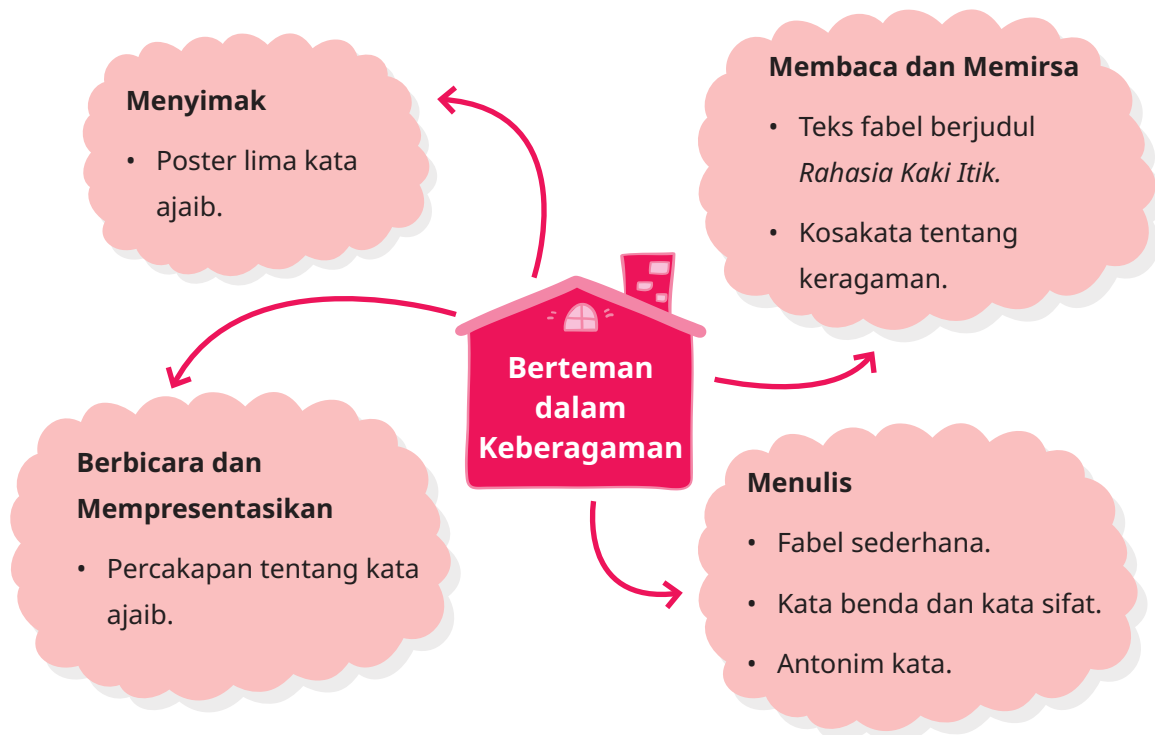 Menyimak
• Poster lima kata
ajaib.
Membaca dan Memirsa
• Teks fabel berjudul
Rahasia Kaki Itik.
• Kosakata tentang
keragaman.
Berteman
dalam
Keberagaman
Berbicara dan
Mempresentasikan
• Percakapan tentang kata
ajaib.
Menulis
• Fabel sederhana.
• Kata benda dan kata sifat.
• Antonim kata.